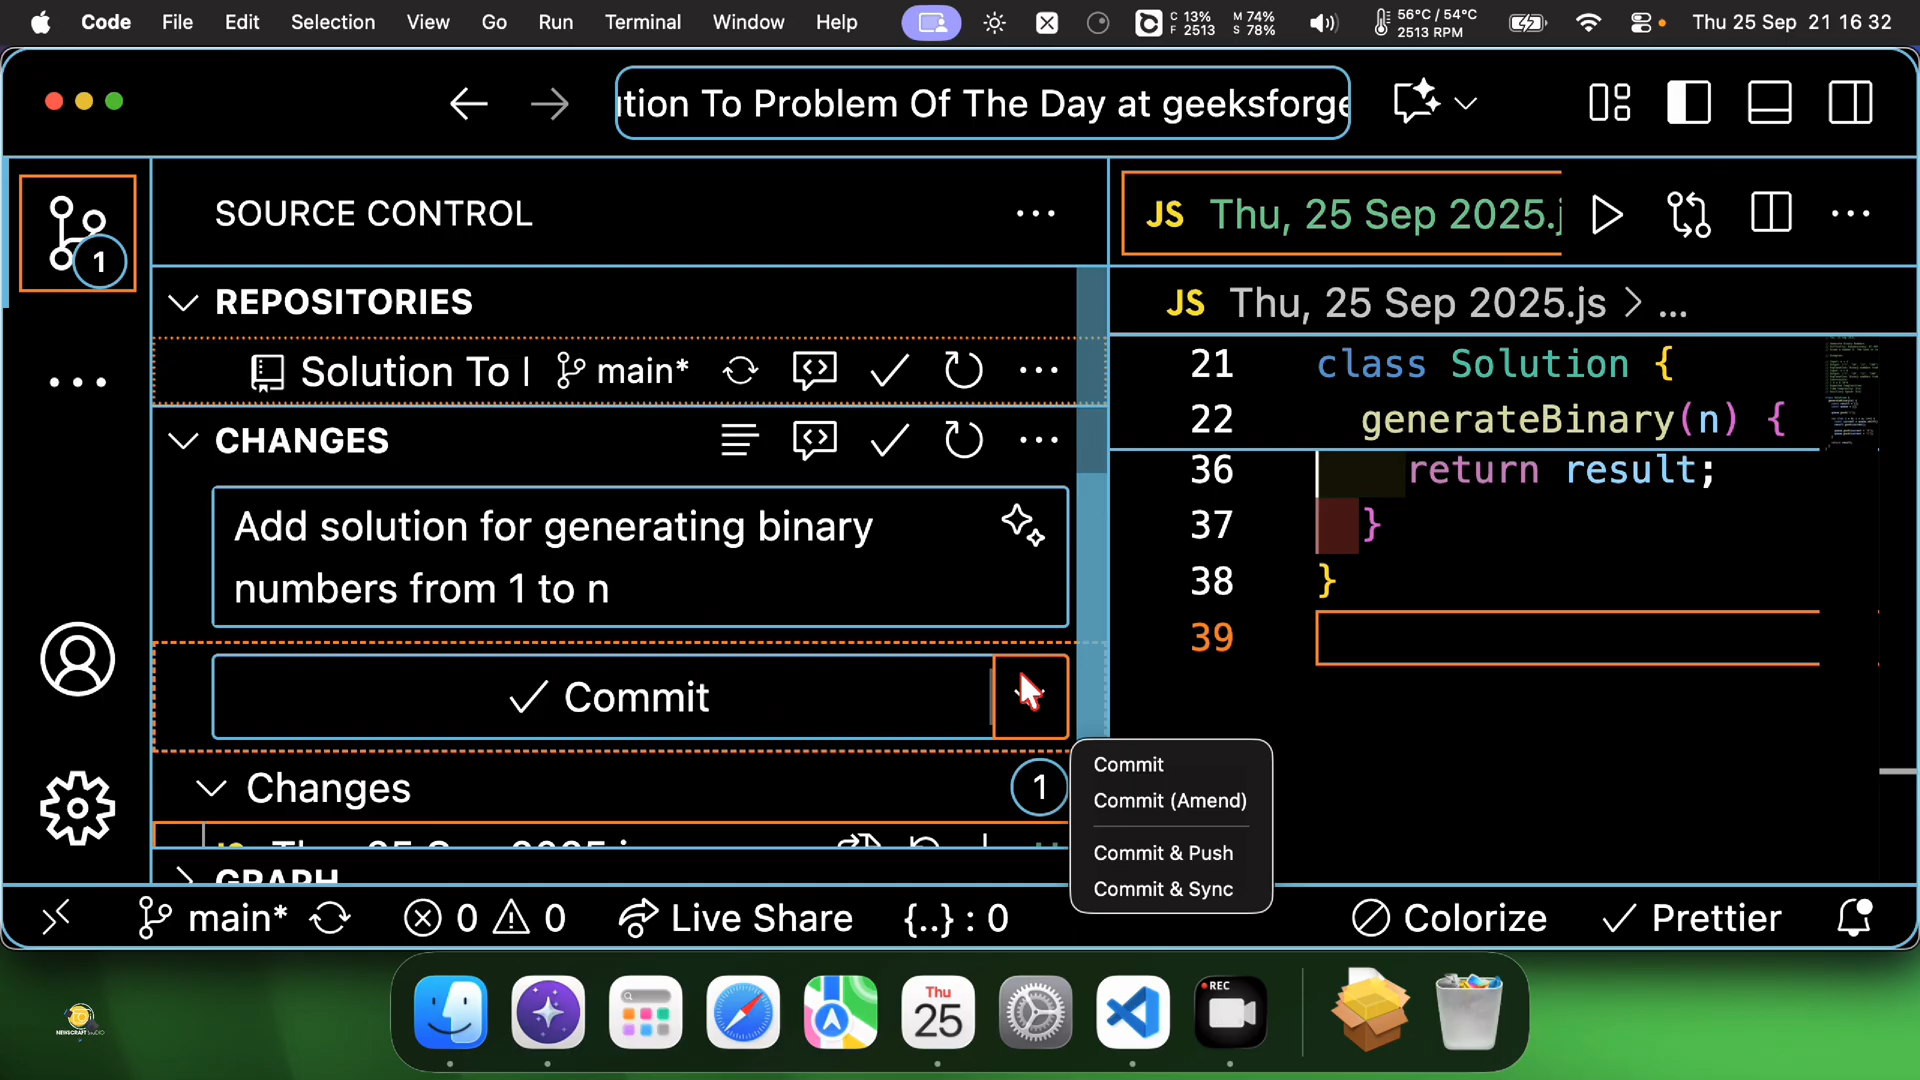 Code File Edit Selection View Go Run Terminal Window Help C 13% F 2513 M 74% S 78% 56°C / 54°C 2513 RPM Thu 25 Sep 21 16 32
tion To Problem Of The Day at geeksforge
SOURCE CONTROL
1
REPOSITORIES
Solution To main*
CHANGES
Add solution for generating binary
numbers from 1 to n
Commit
Changes 1
GRAPH
JS Thu, 25 Sep 2025.j
JS Thu, 25 Sep 2025.js > ...
21 class Solution {
22 generateBinary(n) {
36 return result;
37 }
38 }
39
Commit
Commit (Amend)
Commit & Push
Commit & Sync
main* 0 0 Live Share {..} : 0 Colorize Prettier
Thu
25
REC